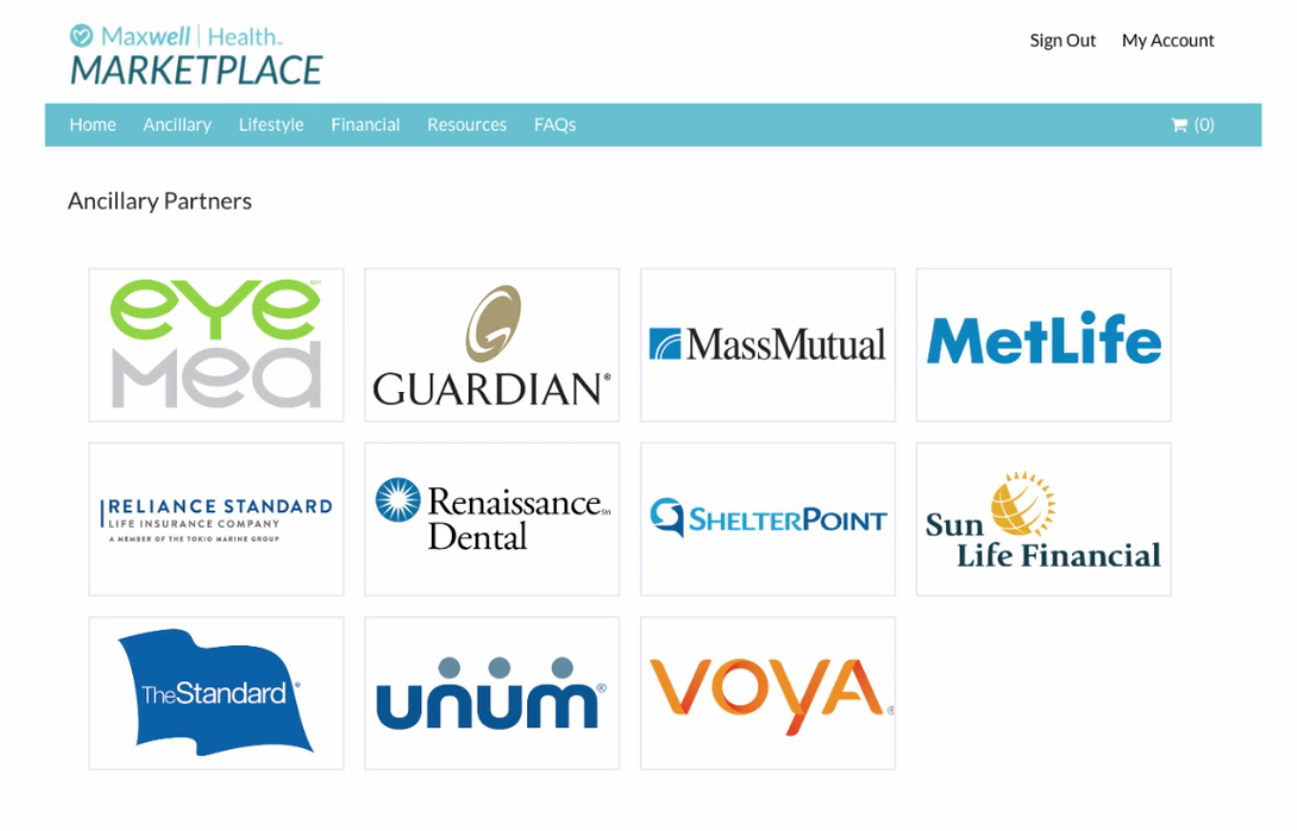 Maxwell | Health™
MARKETPLACE
Sign Out My Account
Home Ancillary Lifestyle Financial Resources FAQs (0)
Ancillary Partners
eye
med
GUARDIAN®
MassMutual
MetLife
RELIANCE STANDARD
LIFE INSURANCE COMPANY
A MEMBER OF THE TOKIO MARINE GROUP
Renaissance
Dental
SHELTERPOINT
Sun
Life Financial
TheStandard®
unum®
VOYA®